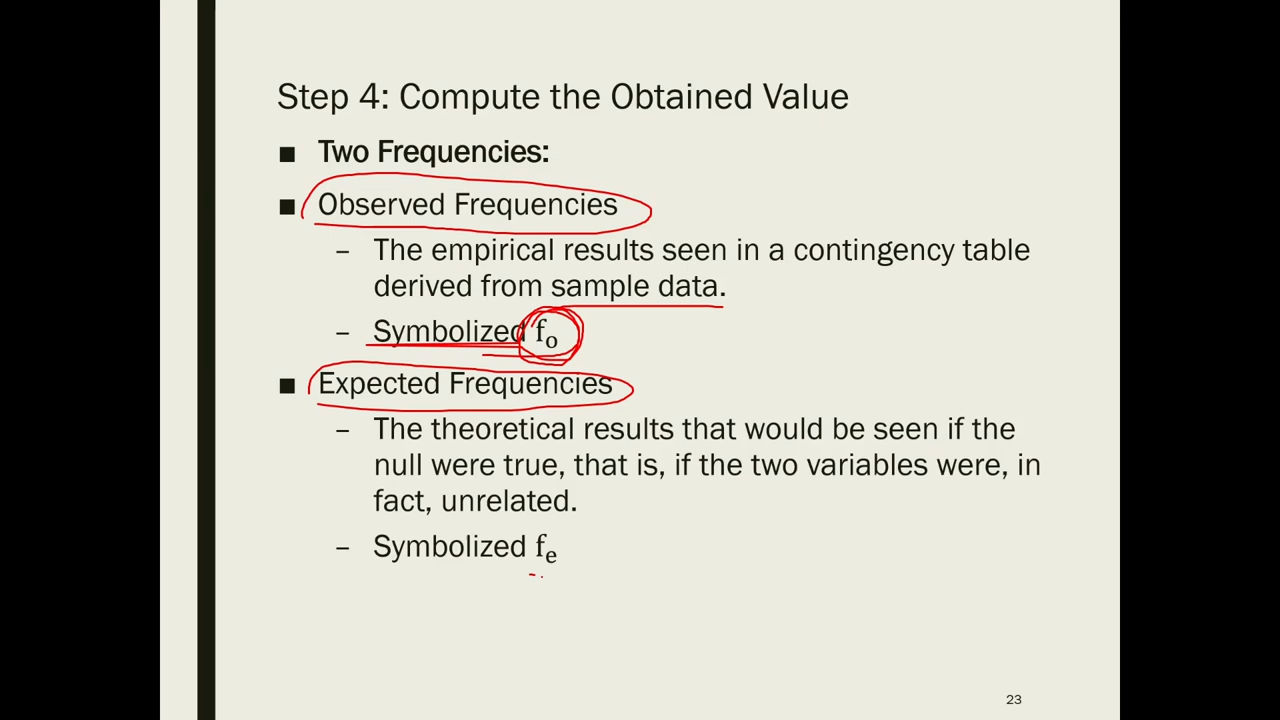 Step 4: Compute the Obtained Value
■ Two Frequencies:
■ Observed Frequencies
– The empirical results seen in a contingency table
derived from sample data.
– Symbolized fₒ
■ Expected Frequencies
– The theoretical results that would be seen if the
null were true, that is, if the two variables were, in
fact, unrelated.
– Symbolized fₑ
23